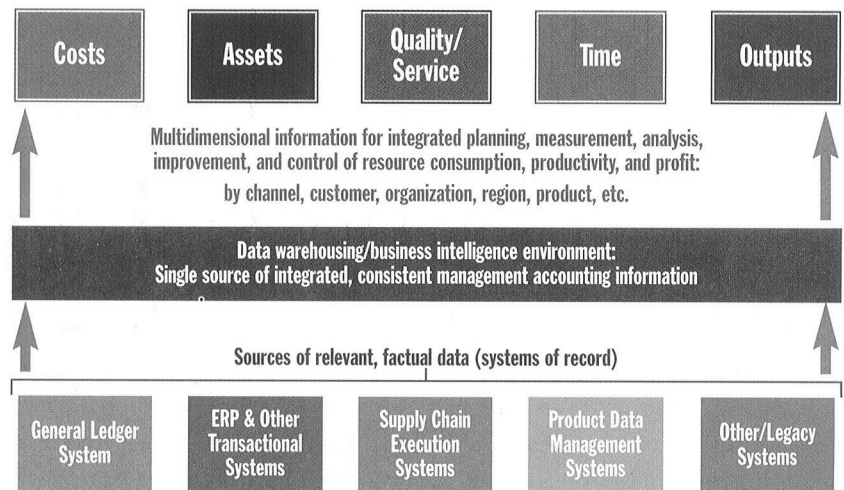 Costs
Assets
Quality/
Service
Time
Outputs
Multidimensional information for integrated planning, measurement, analysis,
improvement, and control of resource consumption, productivity, and profit:
by channel, customer, organization, region, product, etc.
Data warehousing/business intelligence environment:
Single source of integrated, consistent management accounting information
Sources of relevant, factual data (systems of record)
General Ledger
System
ERP & Other
Transactional
Systems
Supply Chain
Execution
Systems
Product Data
Management
Systems
Other/Legacy
Systems